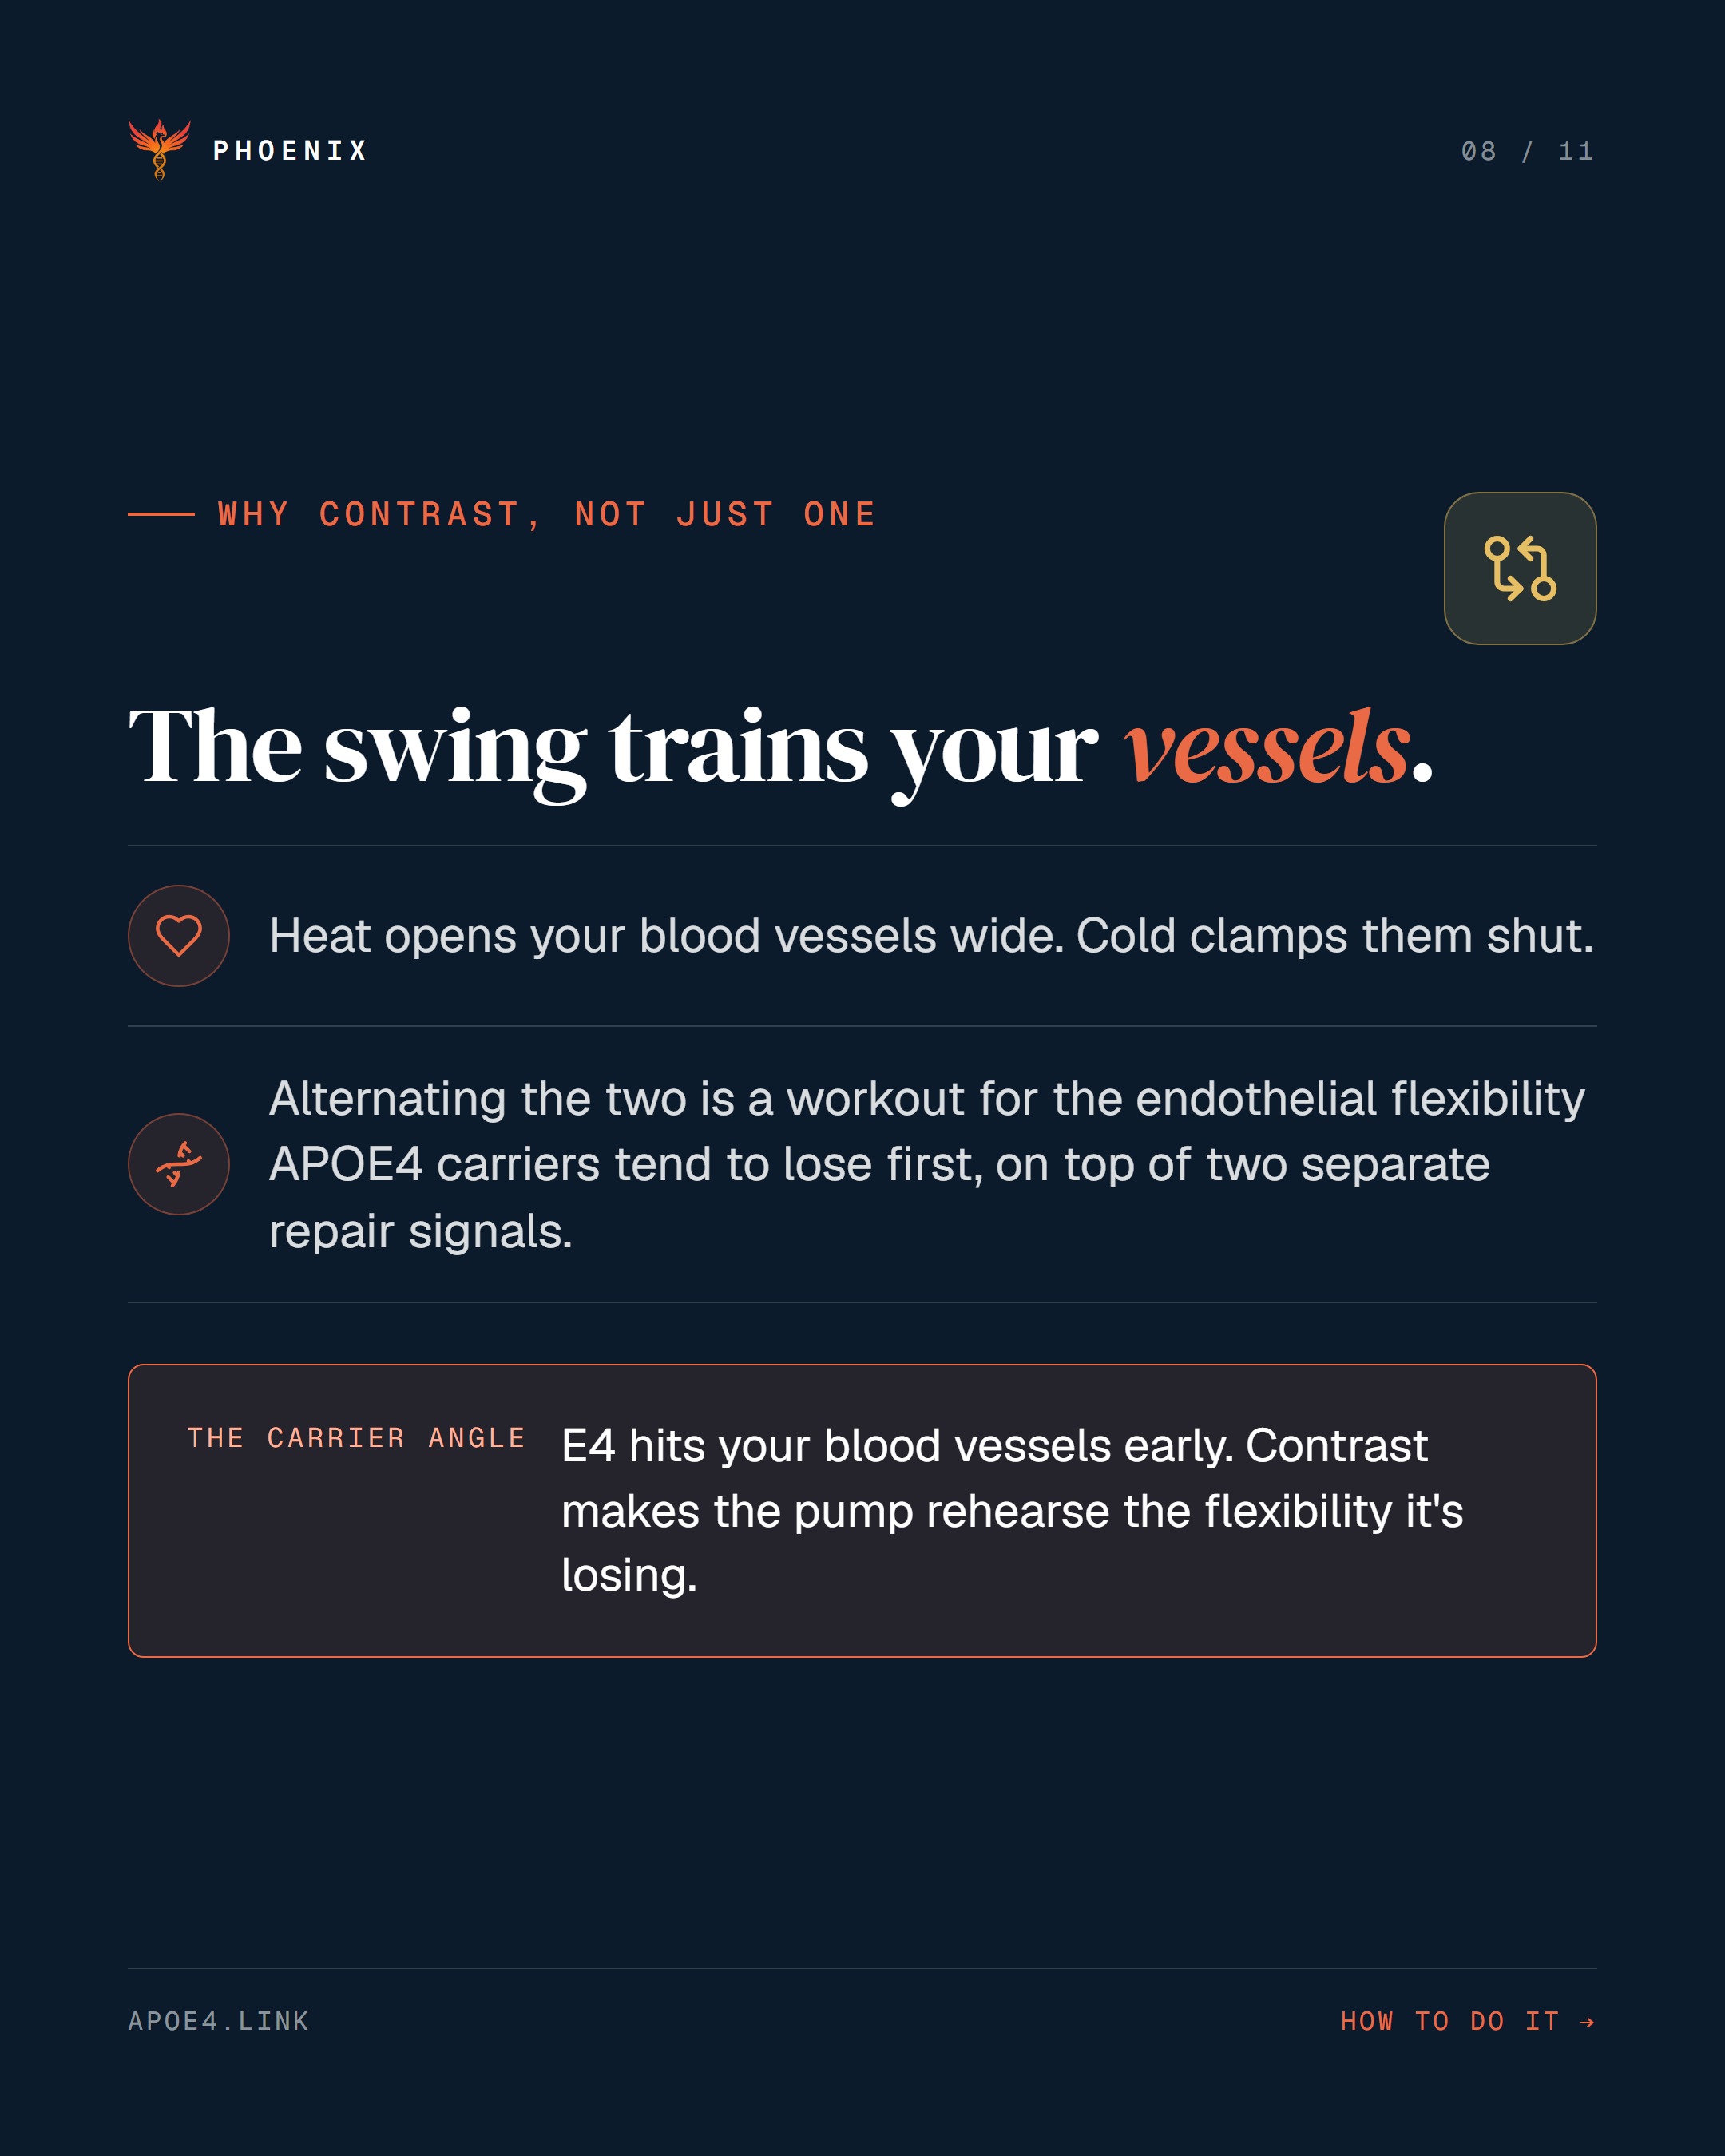 PHOENIX
08 / 11
WHY CONTRAST, NOT JUST ONE
The swing trains your vessels.
Heat opens your blood vessels wide. Cold clamps them shut.
Alternating the two is a workout for the endothelial flexibility
APOE4 carriers tend to lose first, on top of two separate
repair signals.
THE CARRIER ANGLE
E4 hits your blood vessels early. Contrast
makes the pump rehearse the flexibility it's
losing.
APOE4.LINK
HOW TO DO IT →